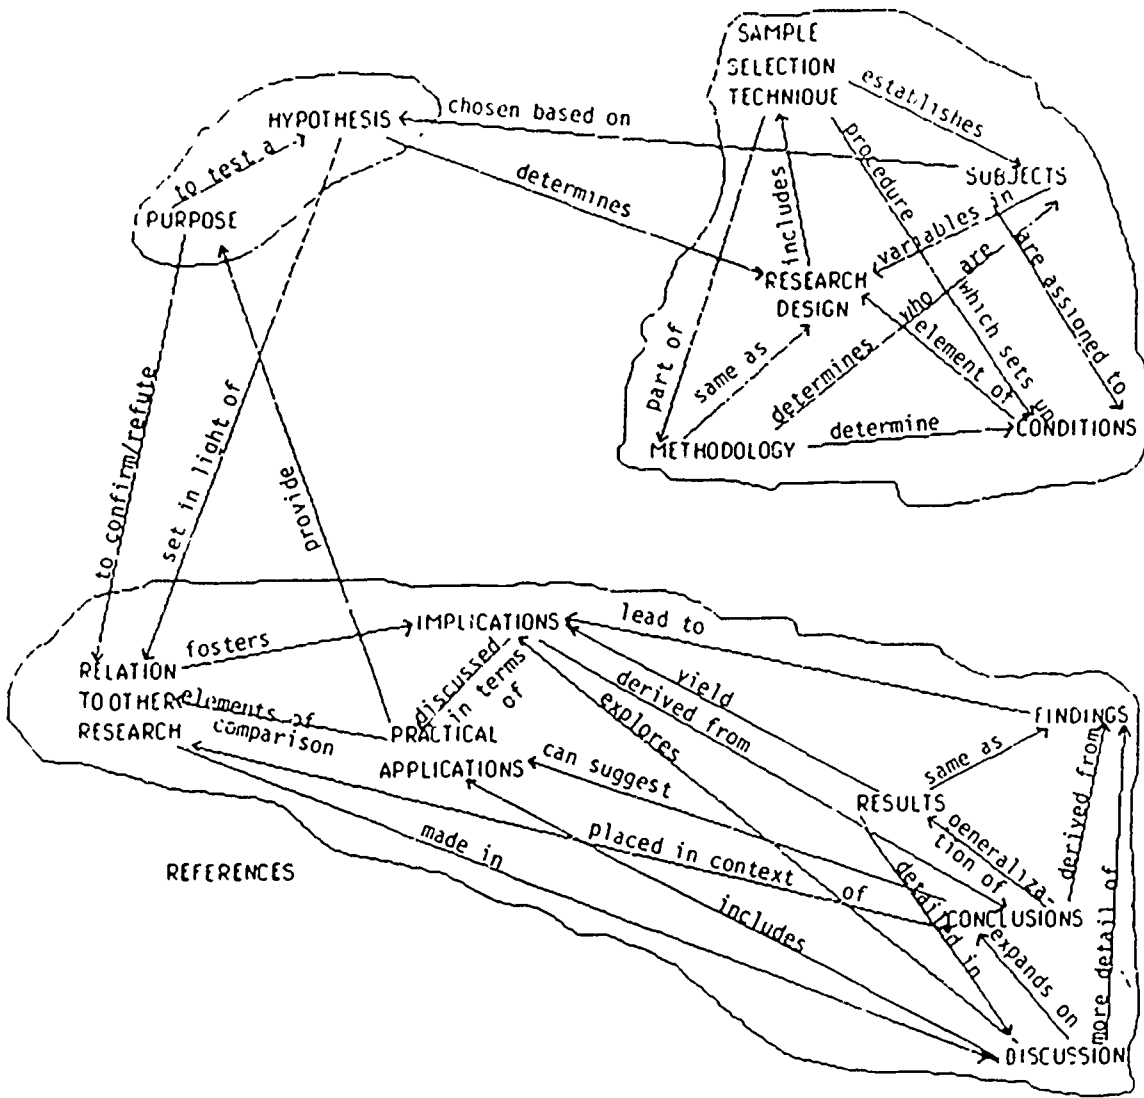 SAMPLE
SELECTION
TECHNIQUE
establishes
HYPOTHESIS
chosen based on
to test a
procedure
SUBJECTS
includes
determines
variables in
PURPOSE
are assioned to
are
RESEARCH
DESIGN
who
which sets up
element of
part of
same as
determines
to confirm/refute
set in light of
METHODOLOGY
determine
CONDITIONS
provide
IMPLICATIONS
lead to
fosters
RELATION
TO OTHER
RESEARCH
elements of
comparison
discussed
in terms
of
yield
derived from
explores
FINDINGS
PRACTICAL
APPLICATIONS
can suggest
same as
derived from
RESULTS
oeneraliza-
tion of
made in
placed in context of
REFERENCES
includes
detailed in
CONCLUSIONS
expands on
more detail of
DISCUSSION